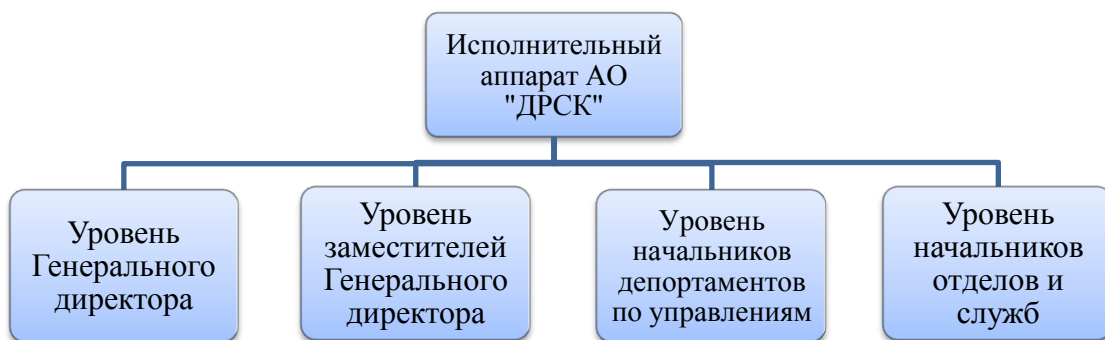 Исполнительный
аппарат АО
"ДРСК"
Уровень
Генерального
директора
Уровень
заместителей
Генерального
директора
Уровень
начальников
депортаментов
по управлениям
Уровень
начальников
отделов и
служб